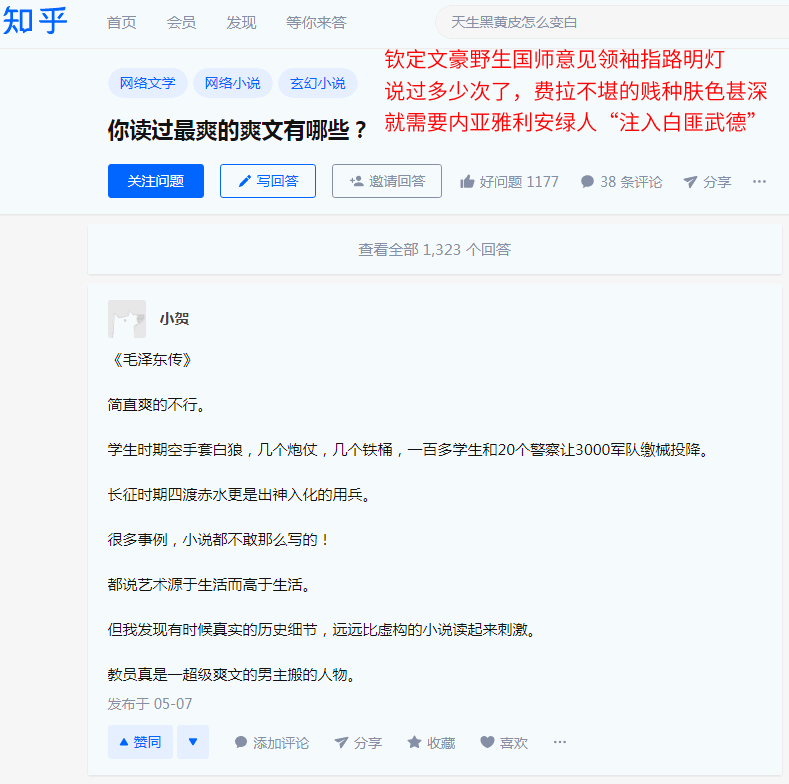 知乎 首页 会员 发现 等你来答 天生黑黄皮怎么变白
钦定文豪野生国师意见领袖指路明灯
网络文学 网络小说 玄幻小说
说过多少次了，费拉不堪的贱种肤色甚深
你读过最爽的爽文有哪些？
就需要内亚雅利安绿人“注入白匪武德”
关注问题 写回答 邀请回答 好问题 1177 38 条评论 分享 ...
查看全部 1,323 个回答
小贺
《毛泽东传》
简直爽的不行。
学生时期空手套白狼，几个炮仗，几个铁桶，一百多学生和20个警察让3000军队缴械投降。
长征时期四渡赤水更是出神入化的用兵。
很多事例，小说都不敢那么写的！
都说艺术源于生活而高于生活。
但我发现有时候真实的历史细节，远远比虚构的小说读起来刺激。
教员真是一超级爽文的男主搬的人物。
发布于 05-07
赞同 添加评论 分享 收藏 喜欢 ...